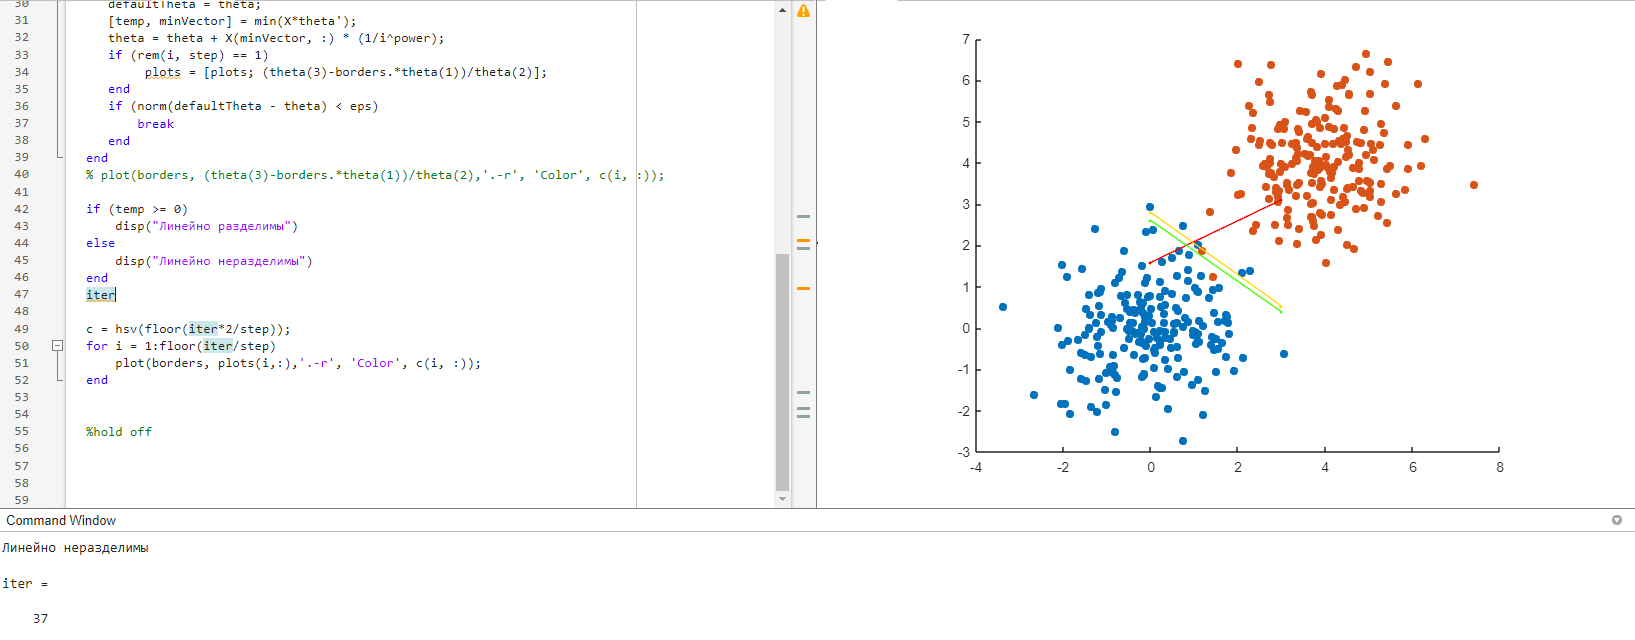 30 defaultTheta = theta;
31 [temp, minVector] = min(X*theta');
32 theta = theta + X(minVector, :) * (1/i^power);
33 if (rem(i, step) == 1)
34 plots = [plots; (theta(3)-borders.*theta(1))/theta(2)];
35 end
36 if (norm(defaultTheta - theta) < eps)
37 break
38 end
39 end
40 % plot(borders, (theta(3)-borders.*theta(1))/theta(2),'.-r', 'Color', c(i, :));
41
42 if (temp >= 0)
43 disp("Линейно разделимы")
44 else
45 disp("Линейно неразделимы")
46 end
47 iter
48
49 c = hsv(floor(iter*2/step));
50 for i = 1:floor(iter/step)
51 plot(borders, plots(i,:),'.-r', 'Color', c(i, :));
52 end
53
54
55 %hold off
56
57
58
59
7
6
5
4
3
2
1
0
-1
-2
-3
-4 -2 0 2 4 6 8
Command Window
Линейно неразделимы
iter =
37